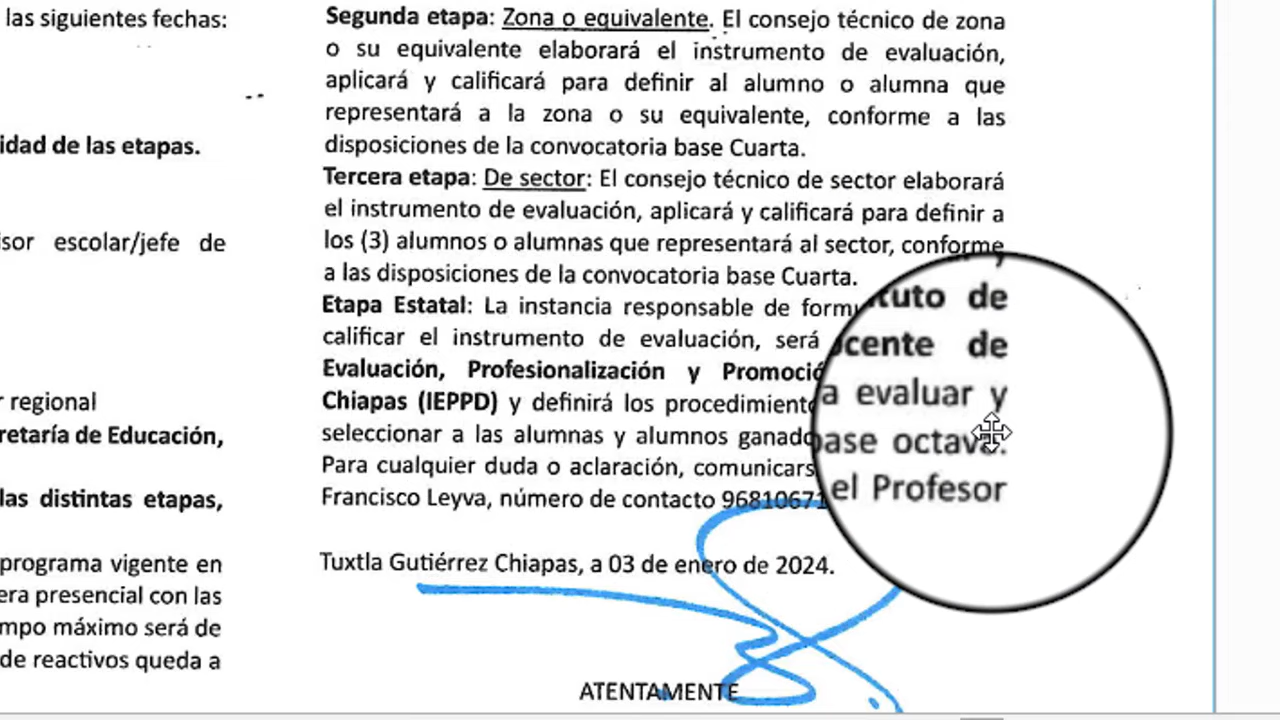 las siguientes fechas:
idad de las etapas.
isor escolar/jefe de
r regional
retaría de Educación,
las distintas etapas,
programa vigente en
era presencial con las
mpo máximo será de
de reactivos queda a
Segunda etapa: Zona o equivalente. El consejo técnico de zona
o su equivalente elaborará el instrumento de evaluación,
aplicará y calificará para definir al alumno o alumna que
representará a la zona o su equivalente, conforme a las
disposiciones de la convocatoria base Cuarta.
Tercera etapa: De sector: El consejo técnico de sector elaborará
el instrumento de evaluación, aplicará y calificará para definir a
los (3) alumnos o alumnas que representará al sector, conforme
a las disposiciones de la convocatoria base Cuarta.
Etapa Estatal: La instancia responsable de formu
calificar el instrumento de evaluación, será
Evaluación, Profesionalización y Promoció
Chiapas (IEPPD) y definirá los procedimiento
seleccionar a las alumnas y alumnos ganado
Para cualquier duda o aclaración, comunicars
Francisco Leyva, número de contacto 96810671
Tuxtla Gutiérrez Chiapas, a 03 de enero de 2024.
ATENTAMENTE
y
tuto de
ocente de
a evaluar y
base octava.
el Profesor